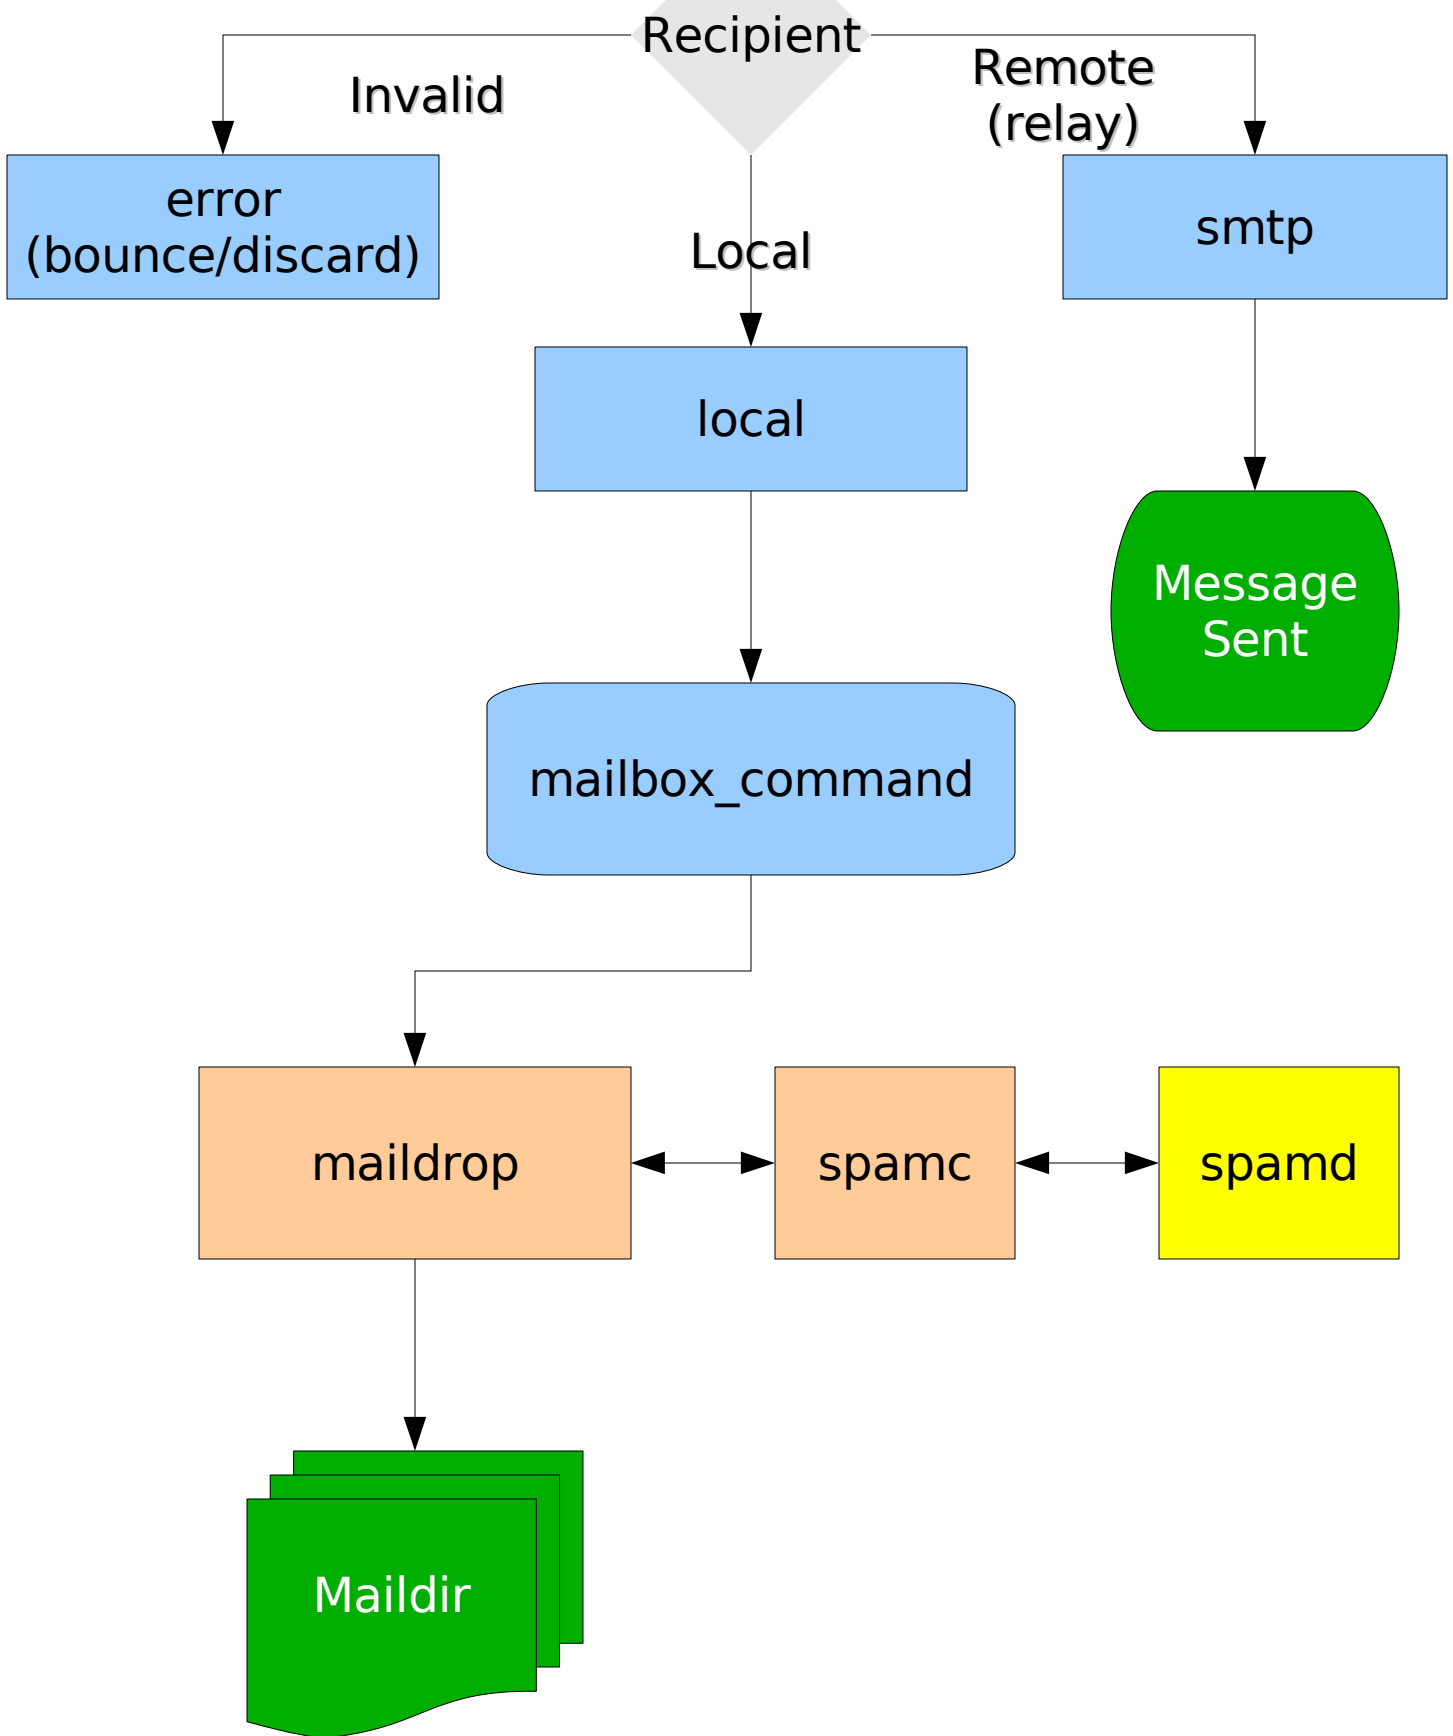 Recipient
Invalid
Remote
(relay)
error
(bounce/discard)
smtp
Local
local
Message
Sent
mailbox_command
maildrop
spamc
spamd
Maildir